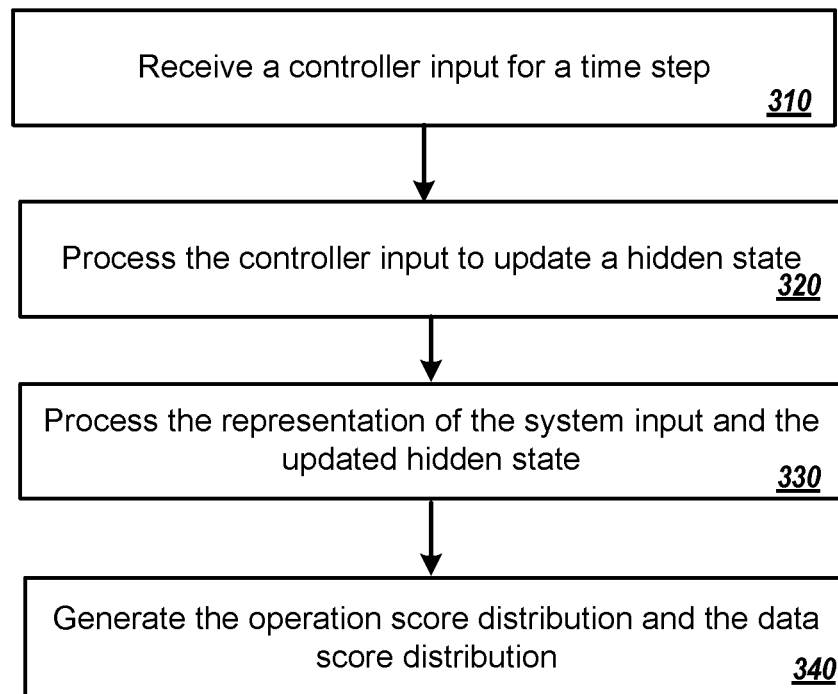 Receive a controller input for a time step
310
Process the controller input to update a hidden state
320
Process the representation of the system input and the
updated hidden state
330
Generate the operation score distribution and the data
score distribution
340